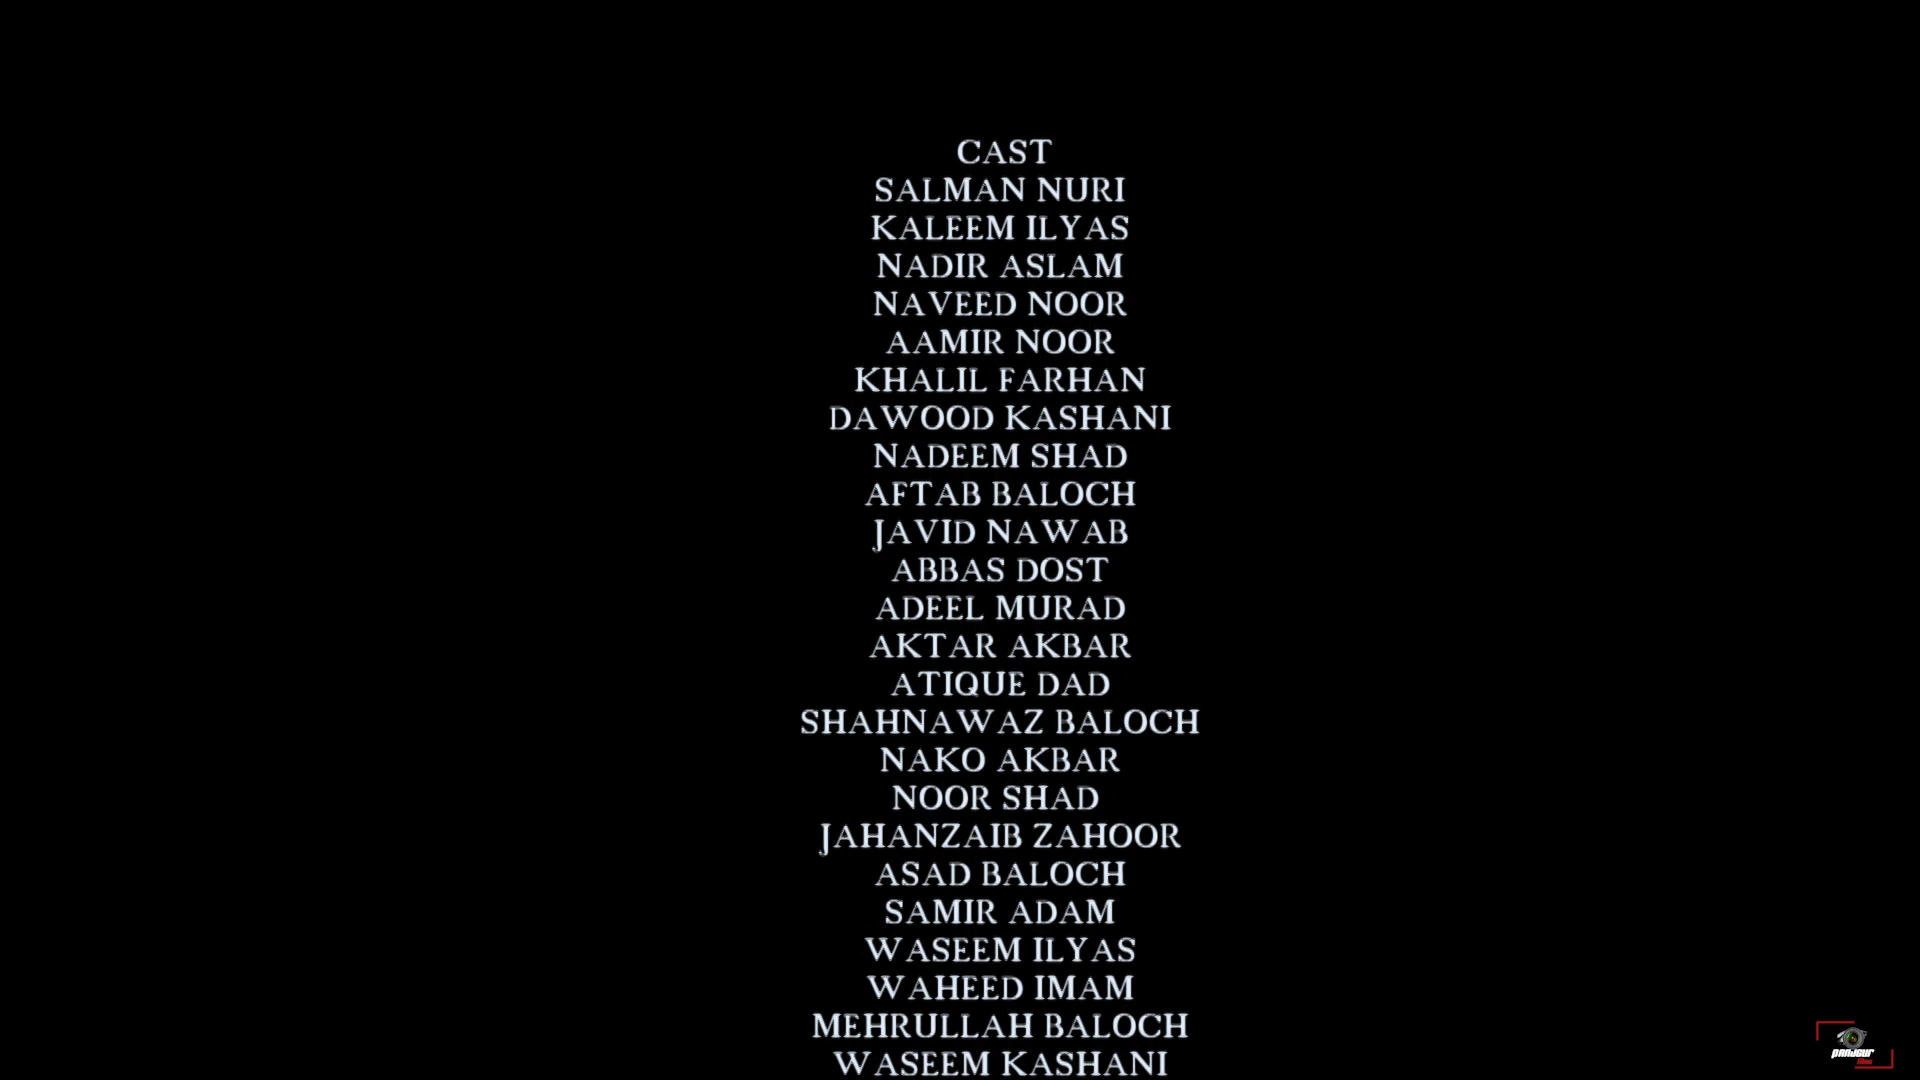 CAST
SALMAN NURI
KALEEM ILYAS
NADIR ASLAM
NAVEED NOOR
AAMIR NOOR
KHALIL FARHAN
DAWOOD KASHANI
NADEEM SHAD
AFTAB BALOCH
JAVID NAWAB
ABBAS DOST
ADEEL MURAD
AKTAR AKBAR
ATIQUE DAD
SHAHNAWAZ BALOCH
NAKO AKBAR
NOOR SHAD
JAHANZAIB ZAHOOR
ASAD BALOCH
SAMIR ADAM
WASEEM ILYAS
WAHEED IMAM
MEHRULLAH BALOCH
WASEEM KASHANI
PANJGUR
films